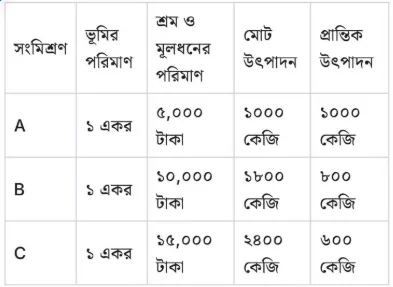 সংমিশ্রণ ভূমির পরিমাণ শ্রম ও মূলধনের পরিমাণ মোট উৎপাদন প্রান্তিক উৎপাদন
A ১ একর ৫,০০০ টাকা ১০০০ কেজি ১০০০ কেজি
B ১ একর ১০,০০০ টাকা ১৮০০ কেজি ৮০০ কেজি
C ১ একর ১৫,০০০ টাকা ২৪০০ কেজি ৬০০ কেজি